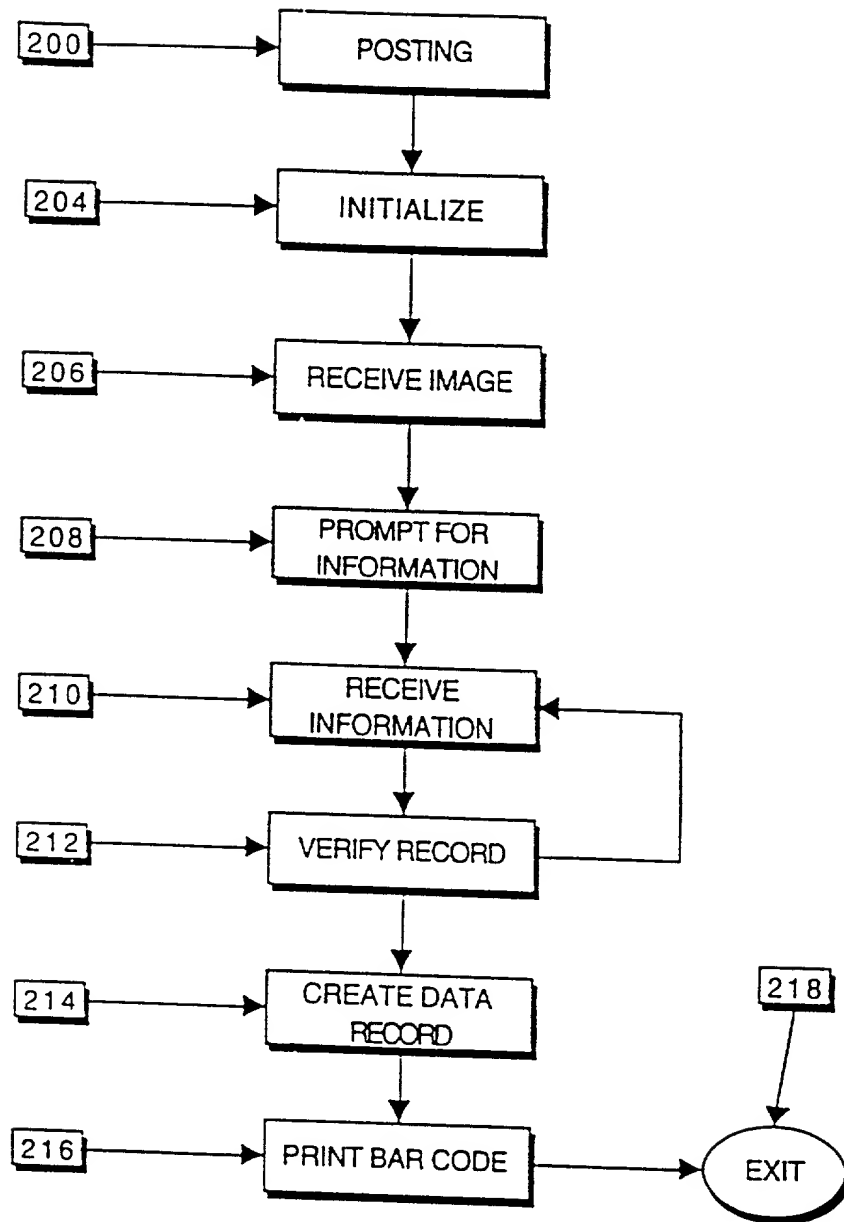 200
POSTING
204
INITIALIZE
206
RECEIVE IMAGE
208
PROMPT FOR
INFORMATION
210
RECEIVE
INFORMATION
212
VERIFY RECORD
214
CREATE DATA
RECORD
218
216
PRINT BAR CODE
EXIT